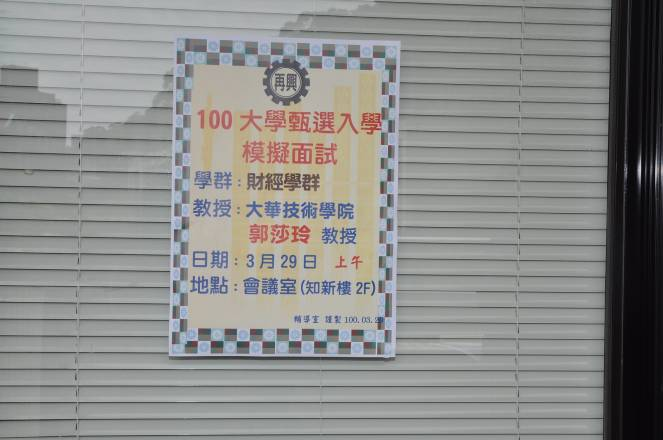 再興
100 大學甄選入學
模擬面試
學群：財經學群
教授：大華技術學院
郭莎玲 教授
日期：3 月 29 日 上午
地點：會議室(知新樓 2F)
輔導室 謹製 100.03.2